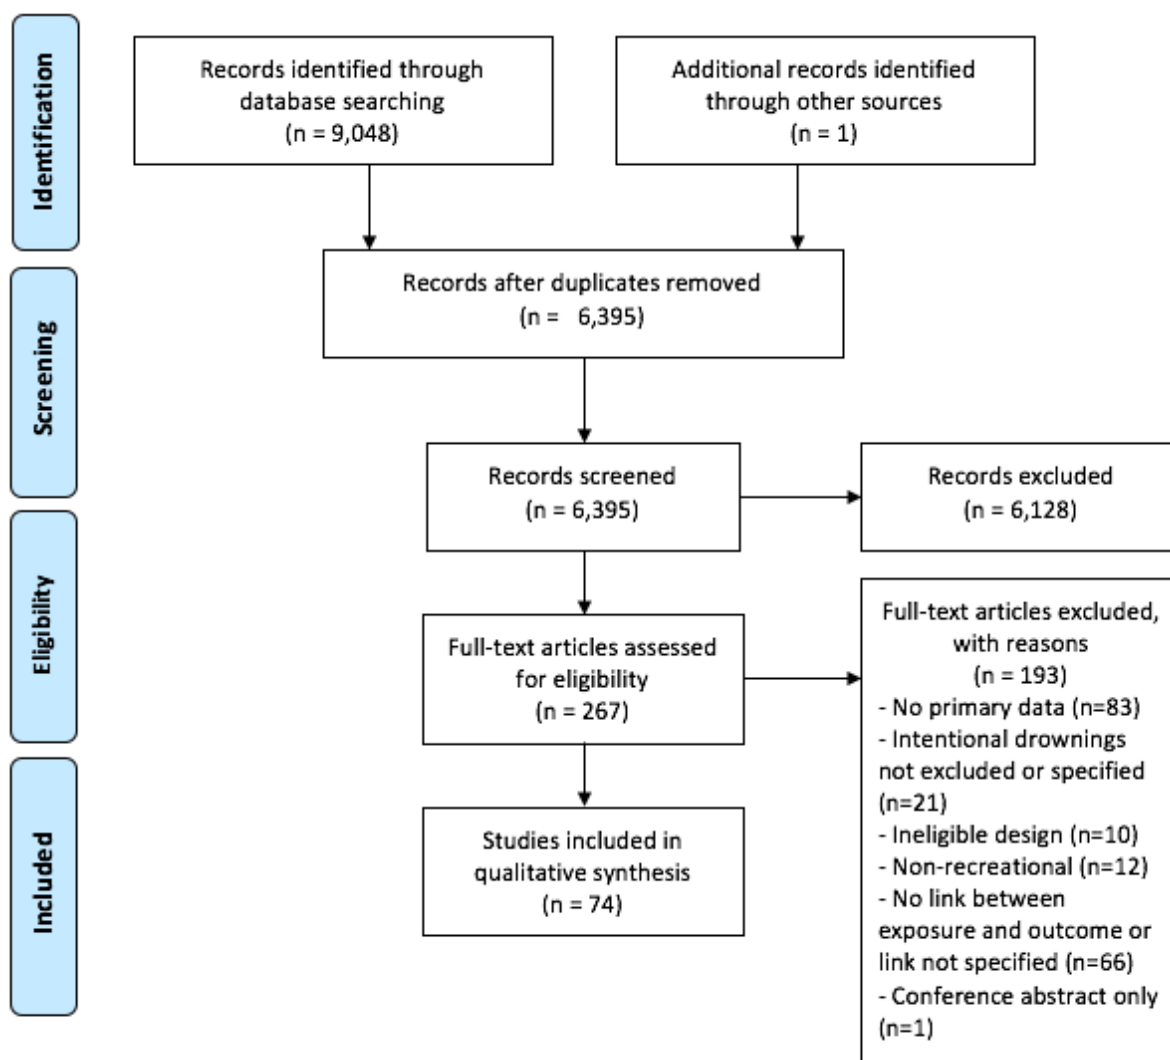 Identification
Records identified through
database searching
(n = 9,048)
Additional records identified
through other sources
(n = 1)
Records after duplicates removed
(n = 6,395)
Screening
Records screened
(n = 6,395)
Records excluded
(n = 6,128)
Eligibility
Full-text articles assessed
for eligibility
(n = 267)
Full-text articles excluded,
with reasons
(n = 193)
- No primary data (n=83)
- Intentional drownings
not excluded or specified
(n=21)
- Ineligible design (n=10)
- Non-recreational (n=12)
- No link between
exposure and outcome or
link not specified (n=66)
- Conference abstract only
(n=1)
Included
Studies included in
qualitative synthesis
(n = 74)